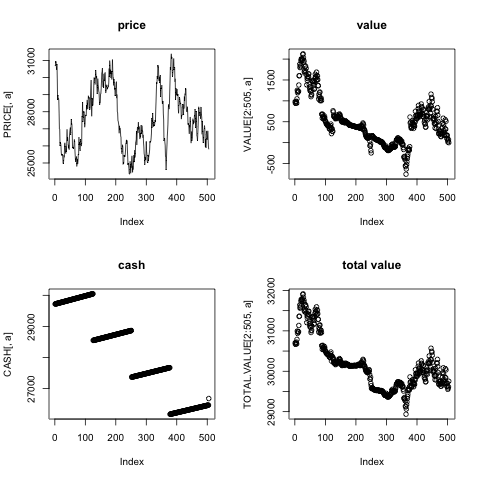 price
PRICE[, a]
25000 28000 31000
0 100 200 300 400 500
Index
value
VALUE[2:505, a]
-500 500 1500
0 100 200 300 400 500
Index
cash
CASH[, a]
27000 29000
0 100 200 300 400 500
Index
total value
TOTAL.VALUE[2:505, a]
29000 30000 31000 32000
0 100 200 300 400 500
Index